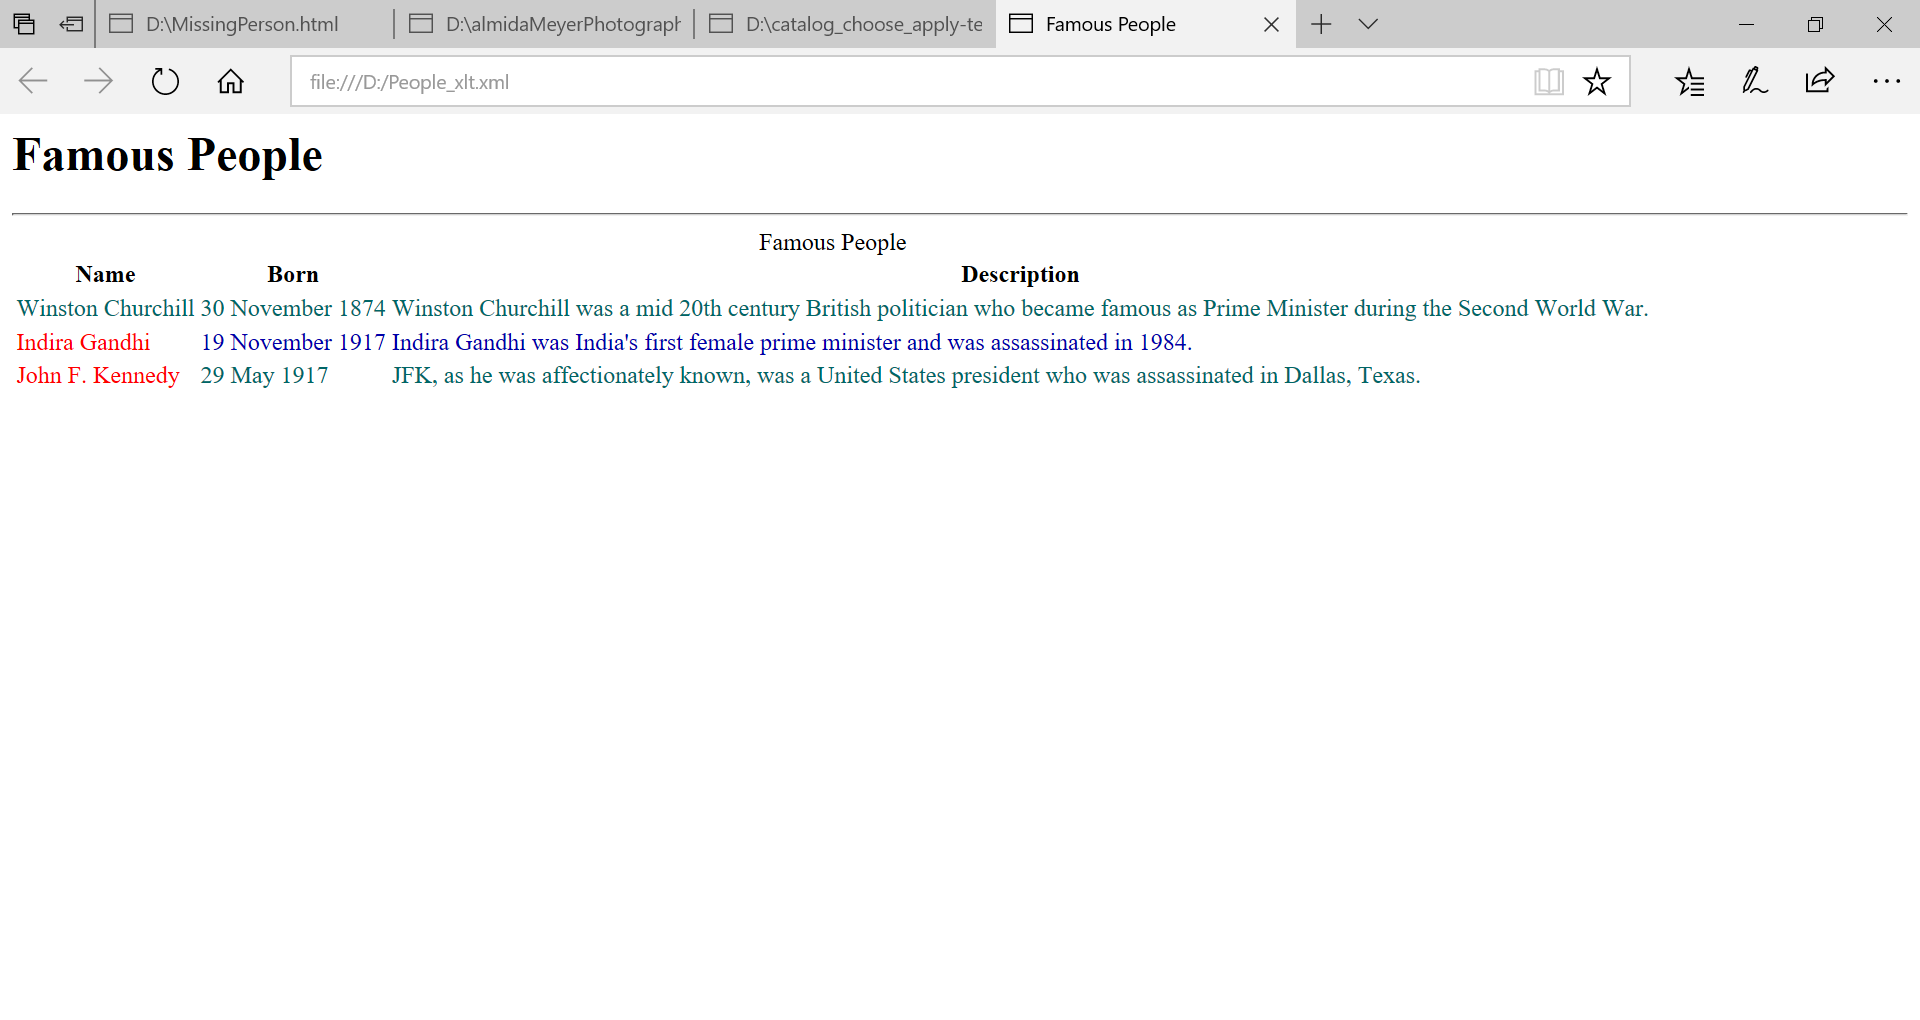 D:\MissingPerson.html D:\almidaMeyerPhotograph D:\catalog_choose_apply-te Famous People
file:///D:/People_xlt.xml
Famous People
Famous People
Name Born Description
Winston Churchill 30 November 1874 Winston Churchill was a mid 20th century British politician who became famous as Prime Minister during the Second World War.
Indira Gandhi 19 November 1917 Indira Gandhi was India's first female prime minister and was assassinated in 1984.
John F. Kennedy 29 May 1917 JFK, as he was affectionately known, was a United States president who was assassinated in Dallas, Texas.